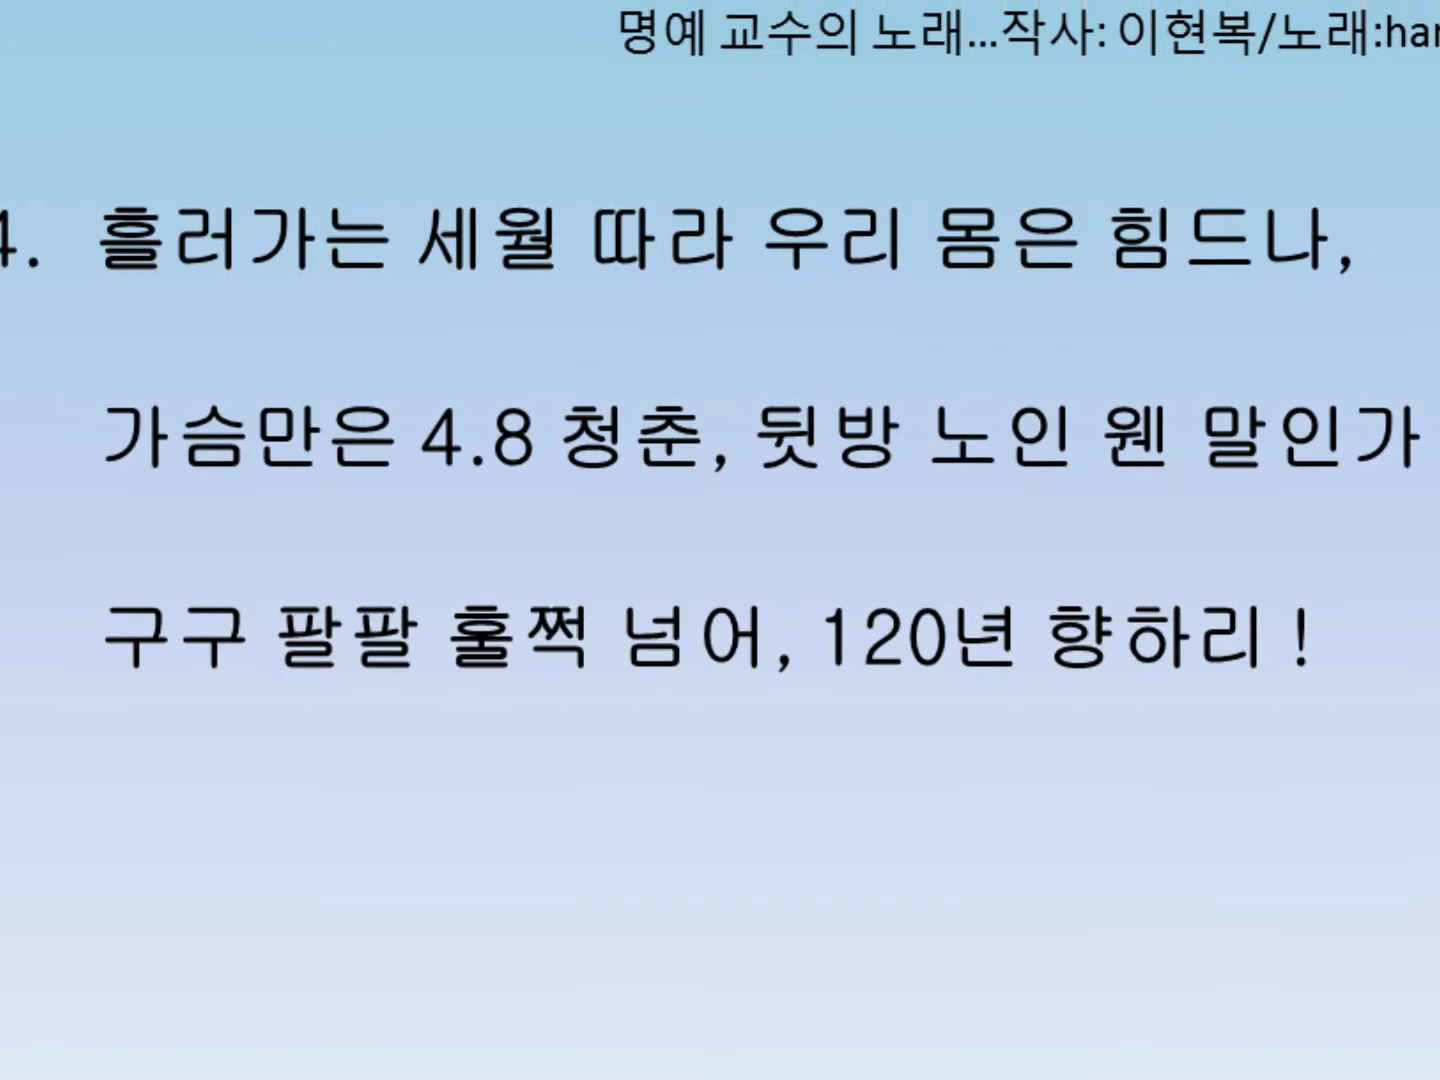 명예 교수의 노래...작사: 이현복/노래:har
4. 흘러가는 세월 따라 우리 몸은 힘드나,
가슴만은 4.8 청춘, 뒷방 노인 웬 말인가
구구 팔팔 훌쩍 넘어, 120년 향하리 !